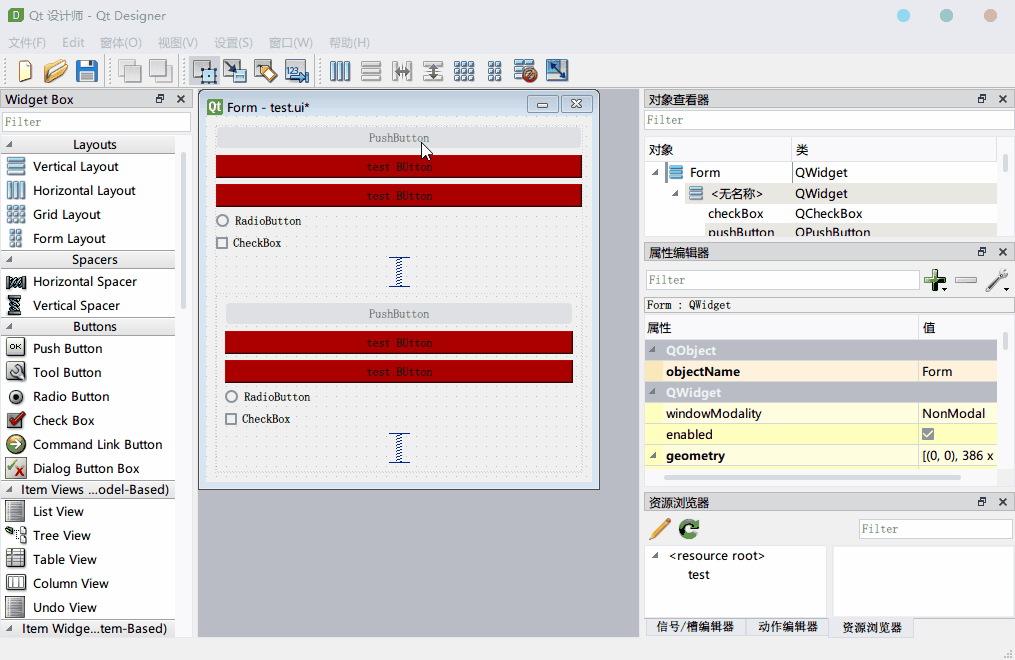 Qt 设计师 - Qt Designer
文件(F) Edit 窗体(O) 视图(V) 设置(S) 窗口(W) 帮助(H)
123
Widget Box
Filter
Layouts
Vertical Layout
Horizontal Layout
Grid Layout
Form Layout
Spacers
Horizontal Spacer
Vertical Spacer
Buttons
OK Push Button
Tool Button
Radio Button
Check Box
Command Link Button
Dialog Button Box
Item Views ...odel-Based)
List View
Tree View
Table View
Column View
Undo View
Item Widge...tem-Based)
Qt Form - test.ui*
PushButton
test BUtton
test BUtton
RadioButton
CheckBox
PushButton
test BUtton
test BUtton
RadioButton
CheckBox
对象查看器
Filter
对象 类
Form QWidget
<无名称> QWidget
checkBox QCheckBox
pushButton QPushButton
属性编辑器
Filter
Form : QWidget
属性 值
QObject
objectName Form
QWidget
windowModality NonModal
enabled
geometry [(0, 0), 386 x
资源浏览器
Filter
<resource root>
test
信号/槽编辑器 动作编辑器 资源浏览器